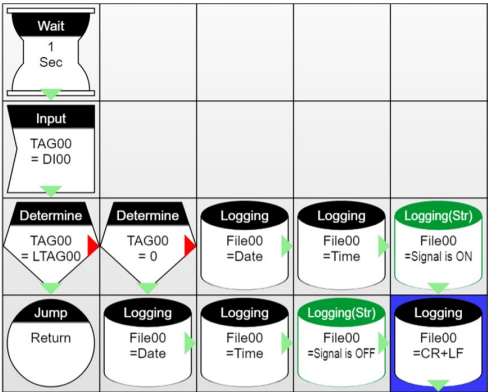 Wait
1
Sec
Input
TAG00
= DI00
Determine
TAG00
= LTAG00
Determine
TAG00
= 0
Logging
File00
=Date
Logging
File00
=Time
Logging(Str)
File00
=Signal is ON
Jump
Return
Logging
File00
=Date
Logging
File00
=Time
Logging(Str)
File00
=Signal is OFF
Logging
File00
=CR+LF